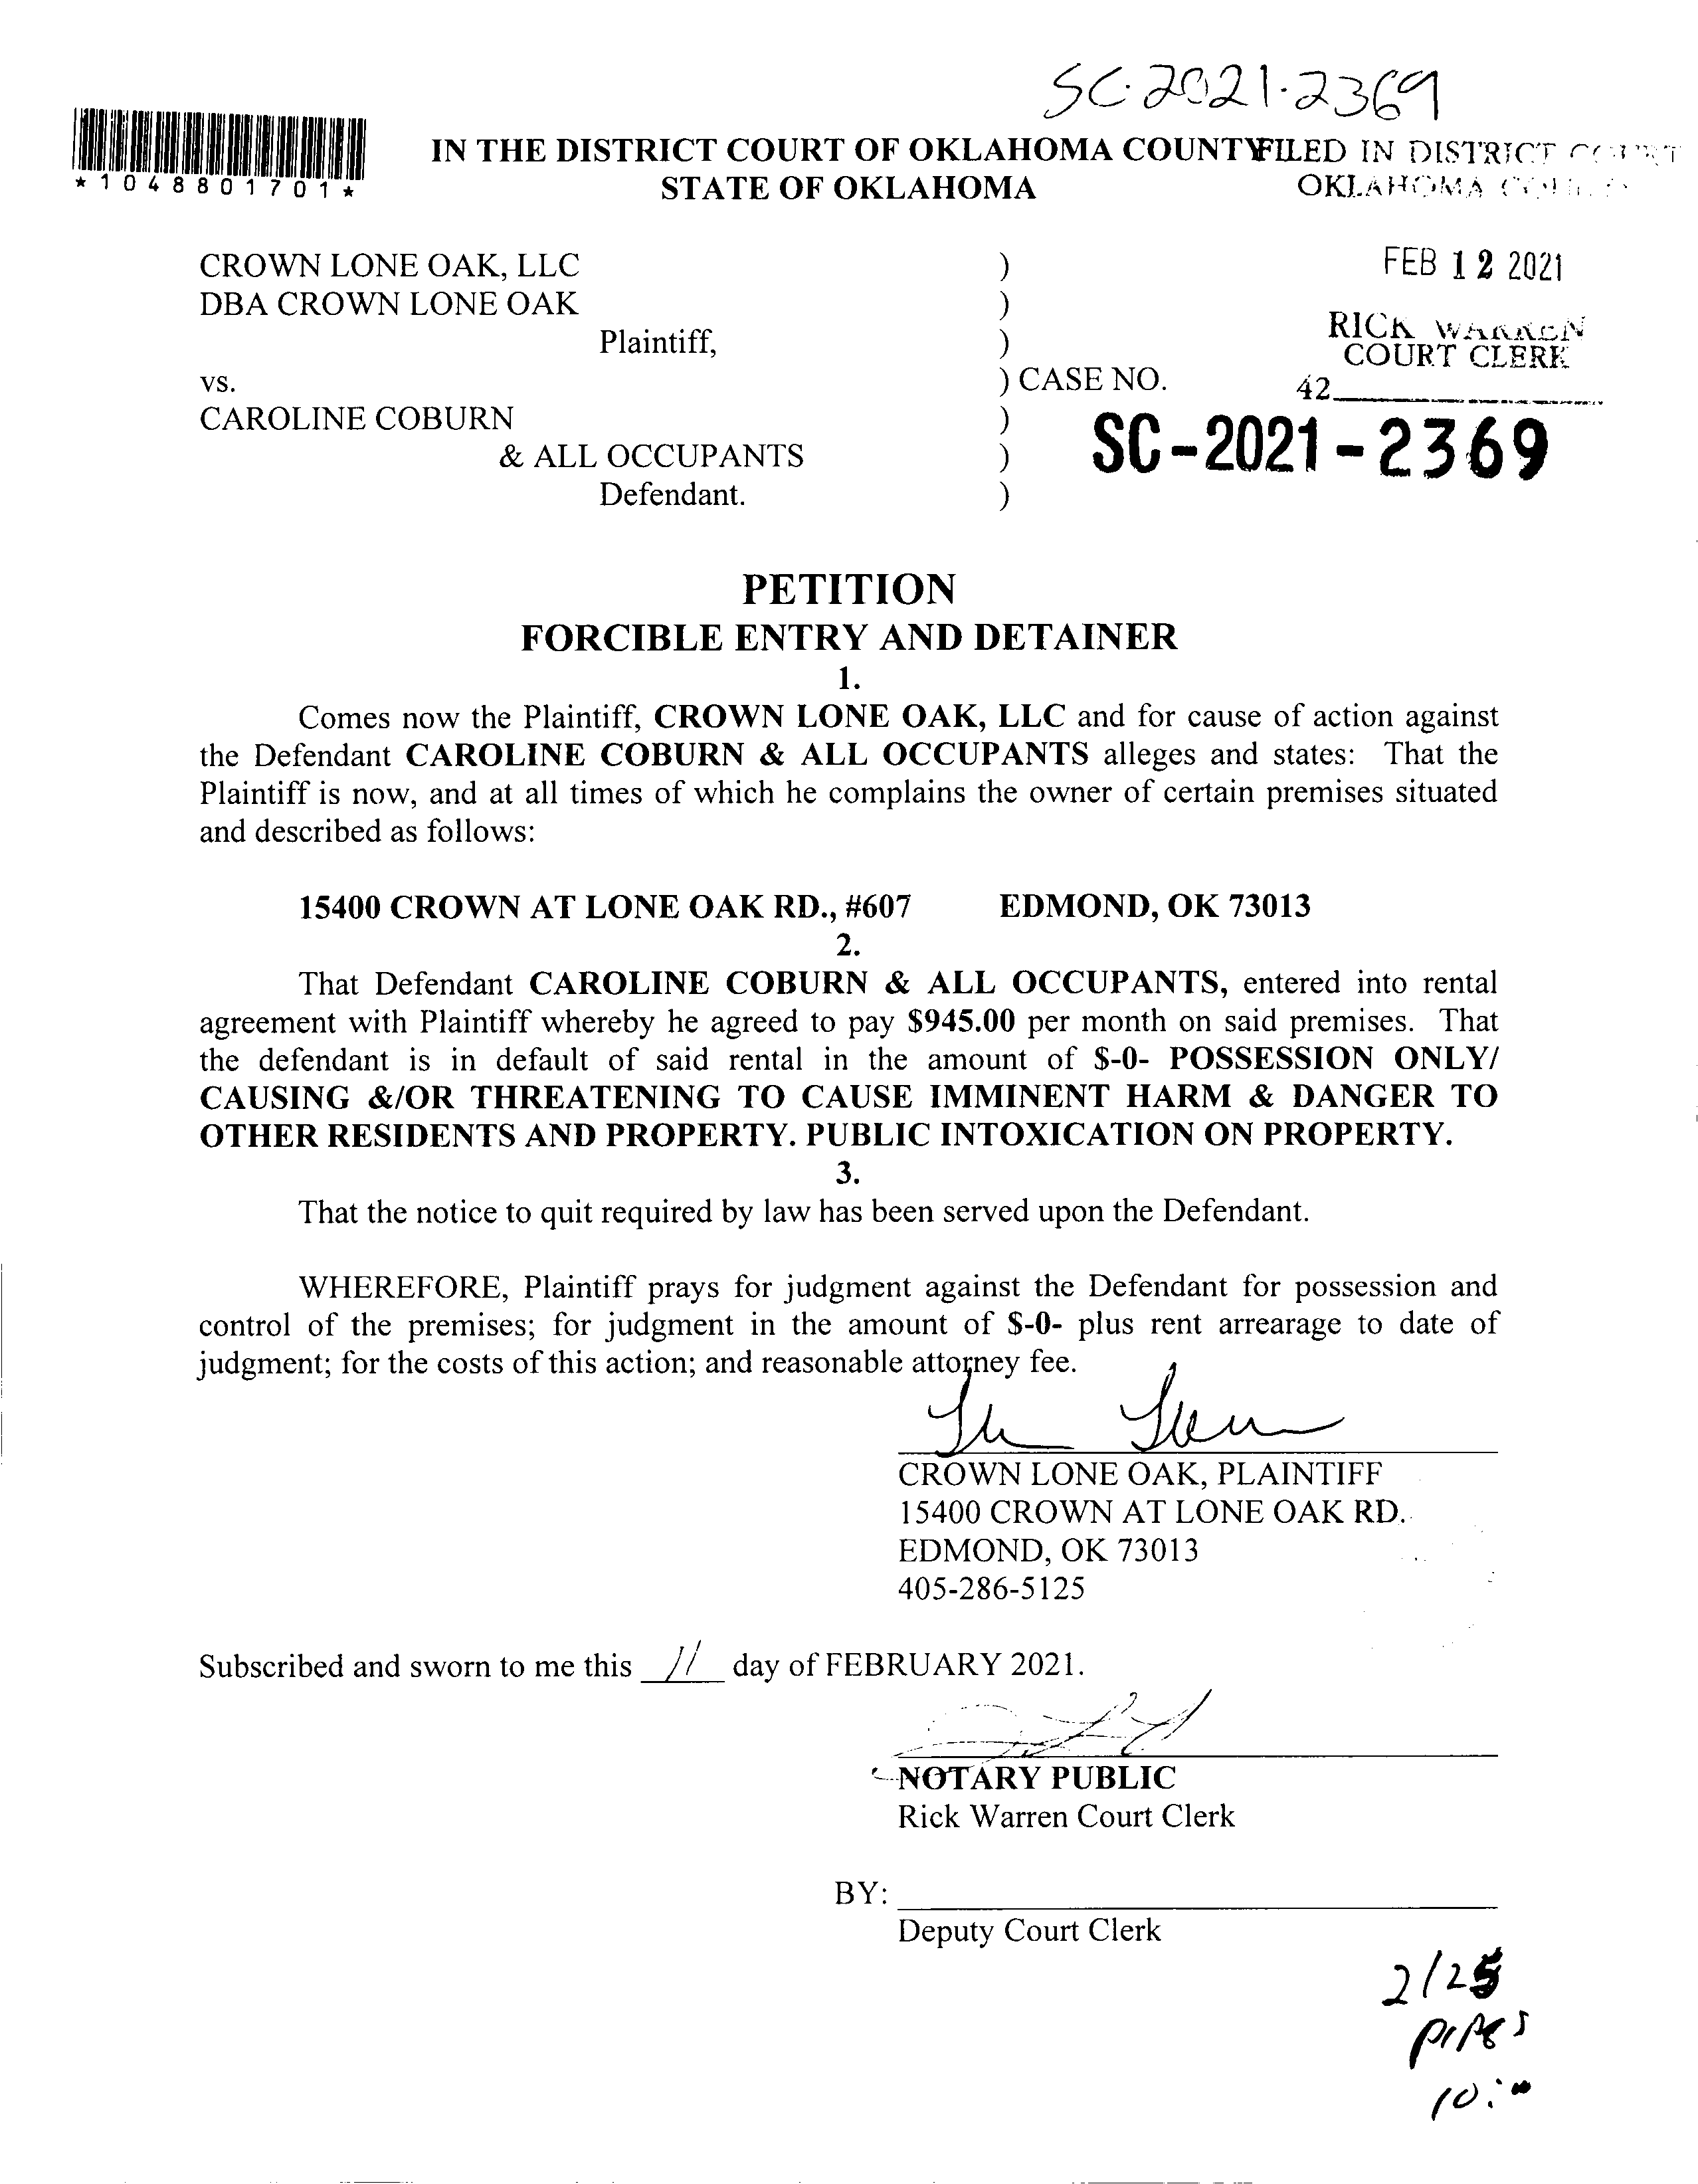 SC-2021-2369
*1048801701*
IN THE DISTRICT COURT OF OKLAHOMA COUNTY FILED IN DISTRICT COURT
STATE OF OKLAHOMA OKLAHOMA
CROWN LONE OAK, LLC ) FEB 12 2021
DBA CROWN LONE OAK )
Plaintiff, ) RICK WARREN
COURT CLERK
vs. ) CASE NO. 42
CAROLINE COBURN ) SC-2021-2369
& ALL OCCUPANTS )
Defendant. )
PETITION
FORCIBLE ENTRY AND DETAINER
1.
Comes now the Plaintiff, CROWN LONE OAK, LLC and for cause of action against
the Defendant CAROLINE COBURN & ALL OCCUPANTS alleges and states: That the
Plaintiff is now, and at all times of which he complains the owner of certain premises situated
and described as follows:
15400 CROWN AT LONE OAK RD., #607 EDMOND, OK 73013
2.
That Defendant CAROLINE COBURN & ALL OCCUPANTS, entered into rental
agreement with Plaintiff whereby he agreed to pay $945.00 per month on said premises. That
the defendant is in default of said rental in the amount of $-0- POSSESSION ONLY/
CAUSING &/OR THREATENING TO CAUSE IMMINENT HARM & DANGER TO
OTHER RESIDENTS AND PROPERTY. PUBLIC INTOXICATION ON PROPERTY.
3.
That the notice to quit required by law has been served upon the Defendant.
WHEREFORE, Plaintiff prays for judgment against the Defendant for possession and
control of the premises; for judgment in the amount of $-0- plus rent arrearage to date of
judgment; for the costs of this action; and reasonable attorney fee.
CROWN LONE OAK, PLAINTIFF
15400 CROWN AT LONE OAK RD.
EDMOND, OK 73013
405-286-5125
Subscribed and sworn to me this 11 day of FEBRUARY 2021.
NOTARY PUBLIC
Rick Warren Court Clerk
BY:
Deputy Court Clerk
2/25
10:00